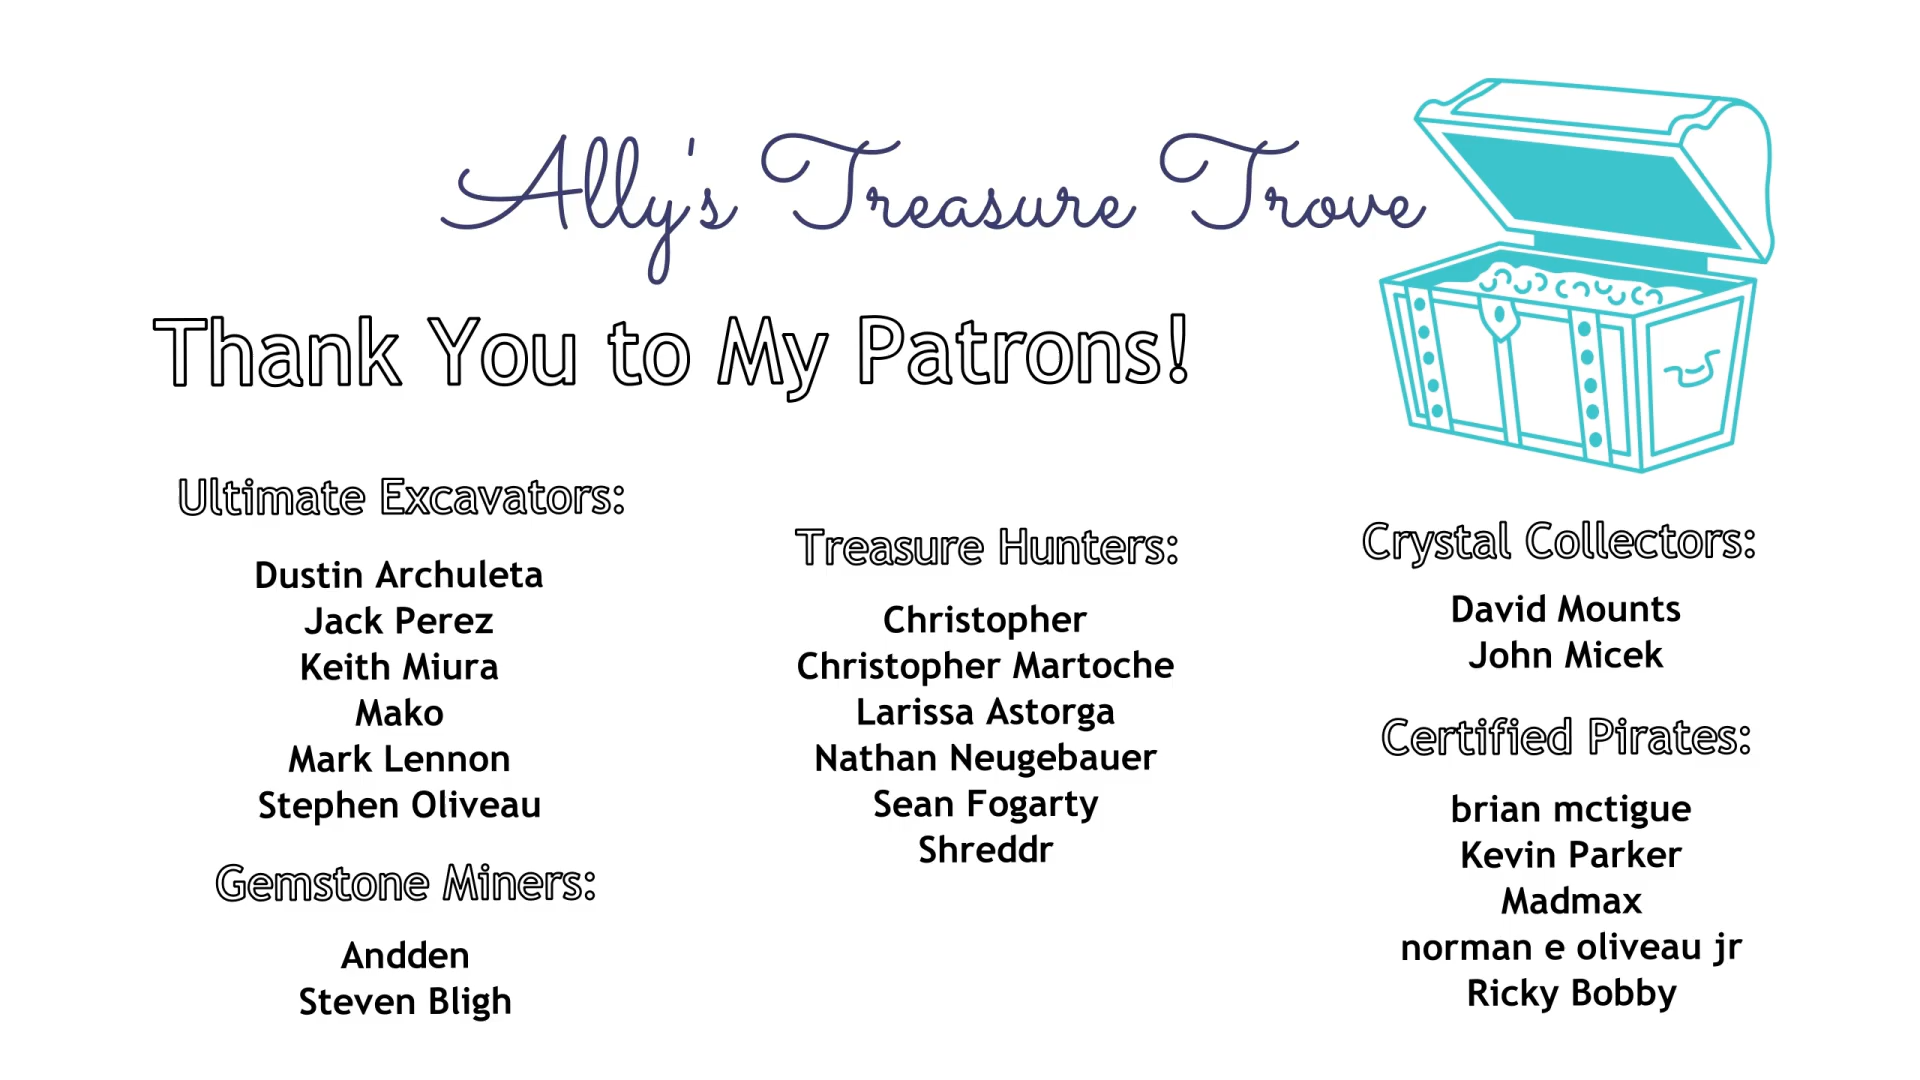 Ally's Treasure Trove
Thank You to My Patrons!
Ultimate Excavators:
Dustin Archuleta
Jack Perez
Keith Miura
Mako
Mark Lennon
Stephen Oliveau
Gemstone Miners:
Andden
Steven Bligh
Treasure Hunters:
Christopher
Christopher Martoche
Larissa Astorga
Nathan Neugebauer
Sean Fogarty
Shreddr
Crystal Collectors:
David Mounts
John Micek
Certified Pirates:
brian mctigue
Kevin Parker
Madmax
norman e oliveau jr
Ricky Bobby